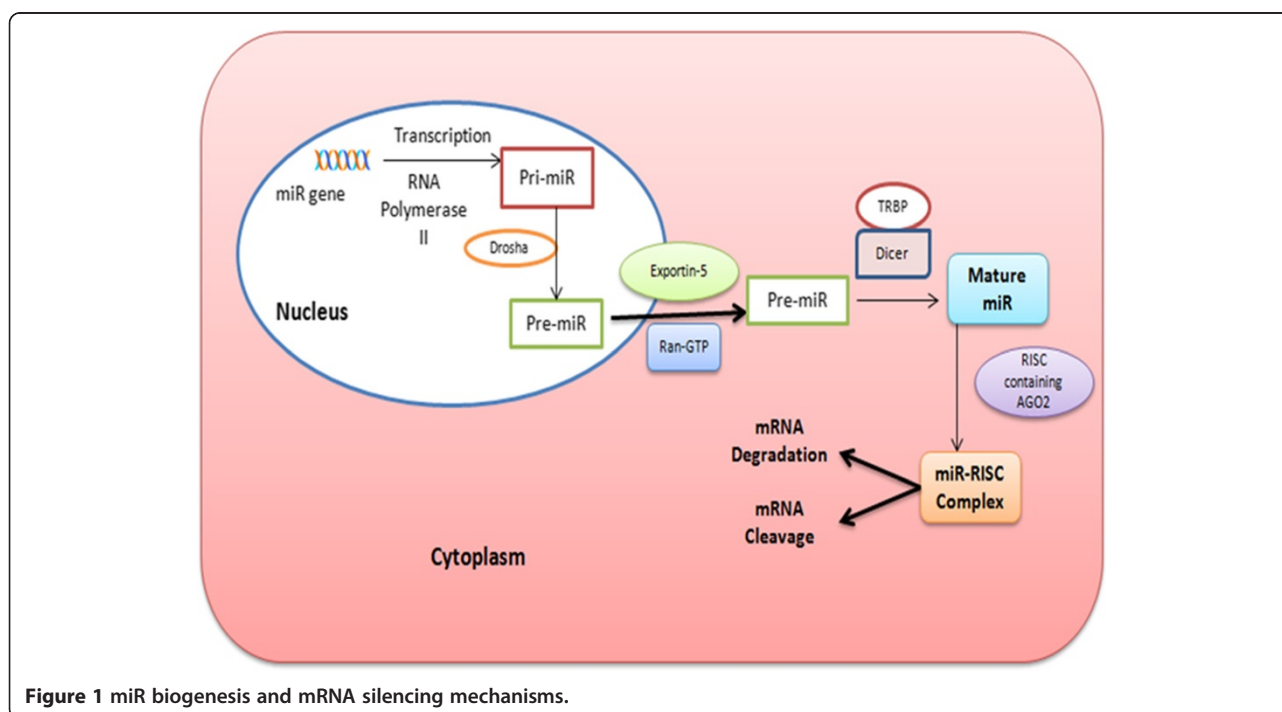 Transcription
miR gene
RNA
Polymerase
II
Pri-miR
Drosha
Nucleus
Pre-miR
Exportin-5
Ran-GTP
Pre-miR
TRBP
Dicer
Mature
miR
RISC
containing
AGO2
miR-RISC
Complex
mRNA
Degradation
mRNA
Cleavage
Cytoplasm
Figure 1 miR biogenesis and mRNA silencing mechanisms.